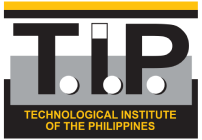 T.I.P.
TECHNOLOGICAL INSTITUTE
OF THE PHILIPPINES